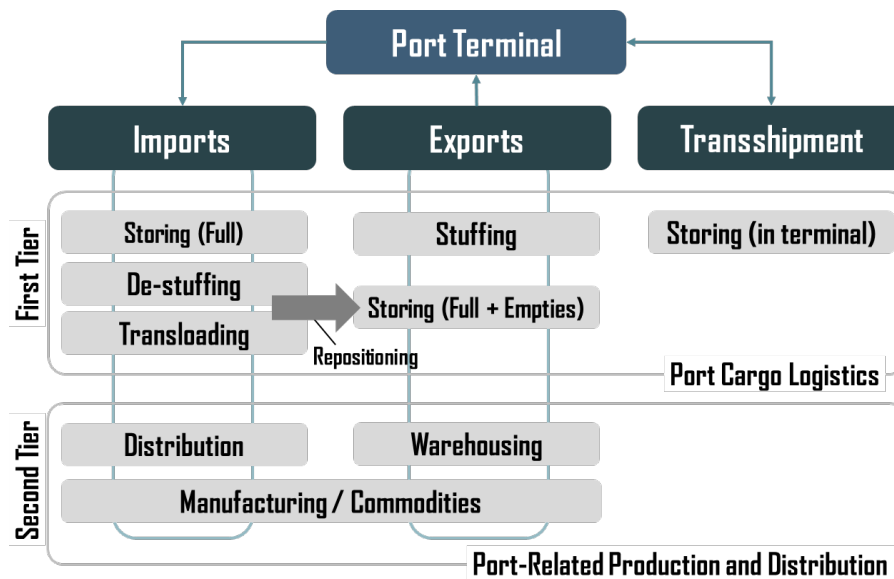 Port Terminal
Imports
Exports
Transshipment
First Tier
Storing (Full)
Stuffing
Storing (in terminal)
De-stuffing
Storing (Full + Empties)
Transloading
Repositioning
Port Cargo Logistics
Second Tier
Distribution
Warehousing
Manufacturing / Commodities
Port-Related Production and Distribution